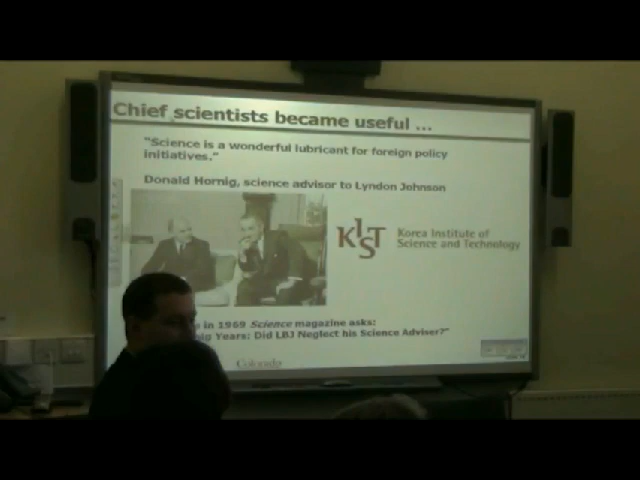 Chief scientists became useful ...
"Science is a wonderful lubricant for foreign policy
initiatives."
Donald Hornig, science advisor to Lyndon Johnson
KIST
Korea Institute of
Science and Technology
in 1969 Science magazine asks:
Years: Did LBJ Neglect his Science Adviser?"
Colorado